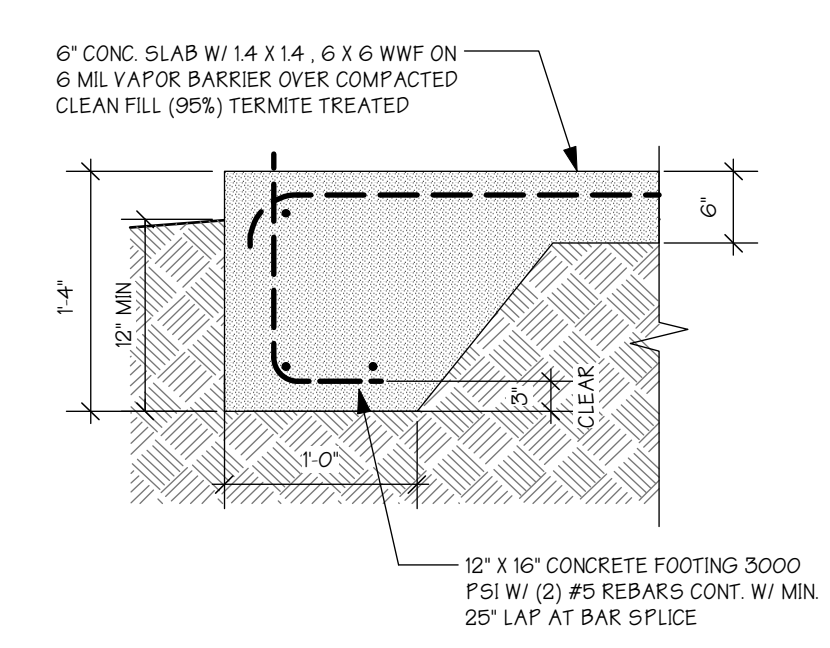 6" CONC. SLAB W/ 1.4 X 1.4 , 6 X 6 WWF ON
6 MIL VAPOR BARRIER OVER COMPACTED
CLEAN FILL (95%) TERMITE TREATED
1'-4"
12" MIN
6"
3"
CLEAR
1'-0"
12" X 16" CONCRETE FOOTING 3000
PSI W/ (2) #5 REBARS CONT. W/ MIN.
25" LAP AT BAR SPLICE